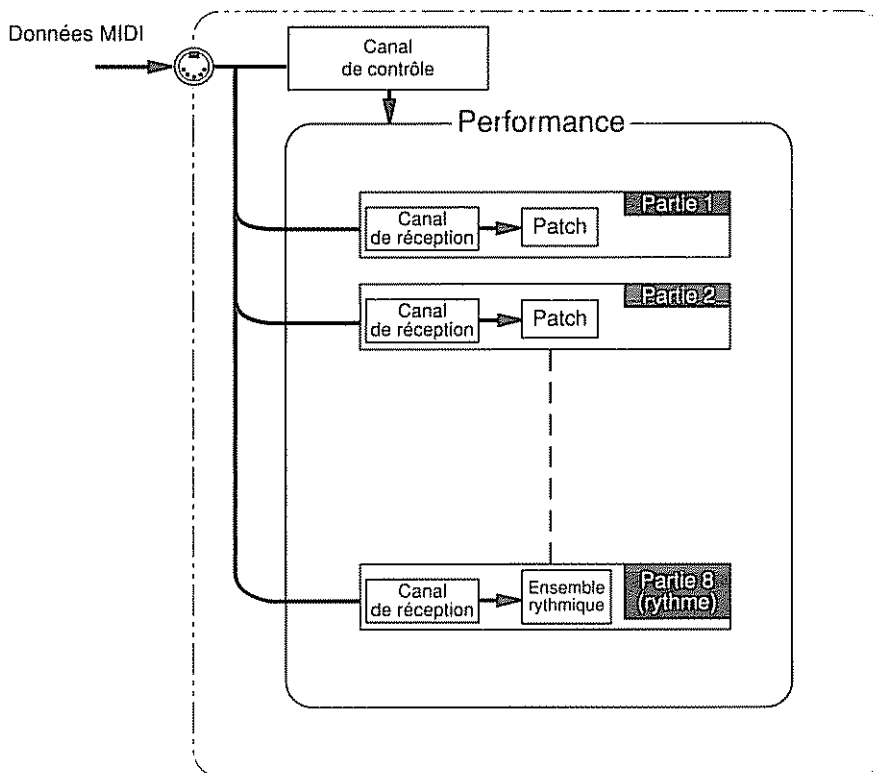 Données MIDI
Canal
de contrôle
Performance
Partie 1
Canal
de réception
Patch
Partie 2
Canal
de réception
Patch
Partie 8
(rythme)
Canal
de réception
Ensemble
rythmique